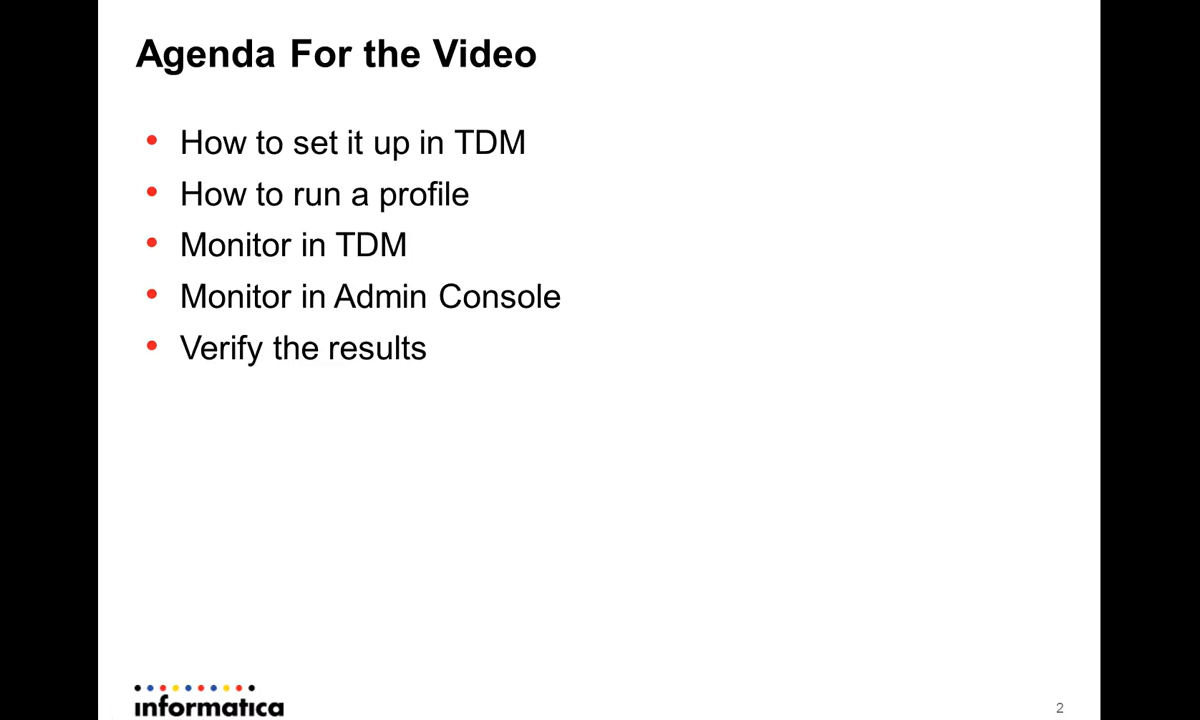 Agenda For the Video
• How to set it up in TDM
• How to run a profile
• Monitor in TDM
• Monitor in Admin Console
• Verify the results
informatica
2